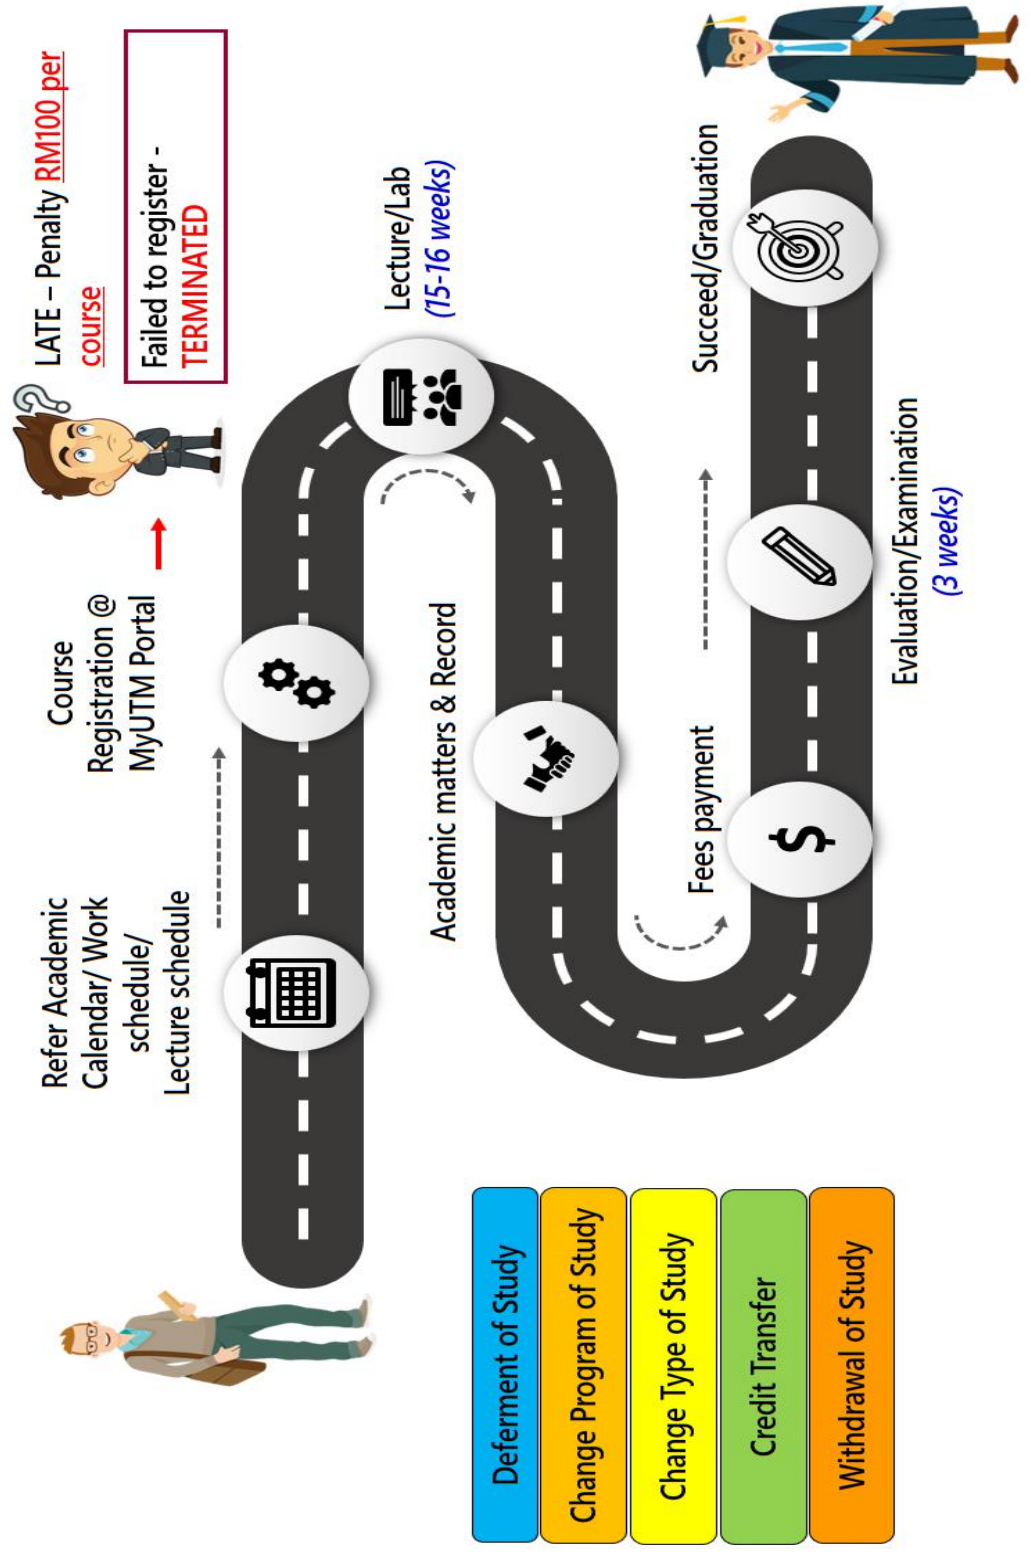 Refer Academic
Calendar/ Work
schedule/
Lecture schedule
Course
Registration @
MyUTM Portal
LATE – Penalty RM100 per
course
Failed to register -
TERMINATED
Lecture/Lab
(15-16 weeks)
Academic matters & Record
Fees payment
Evaluation/Examination
(3 weeks)
Succeed/Graduation
Deferment of Study
Change Program of Study
Change Type of Study
Credit Transfer
Withdrawal of Study